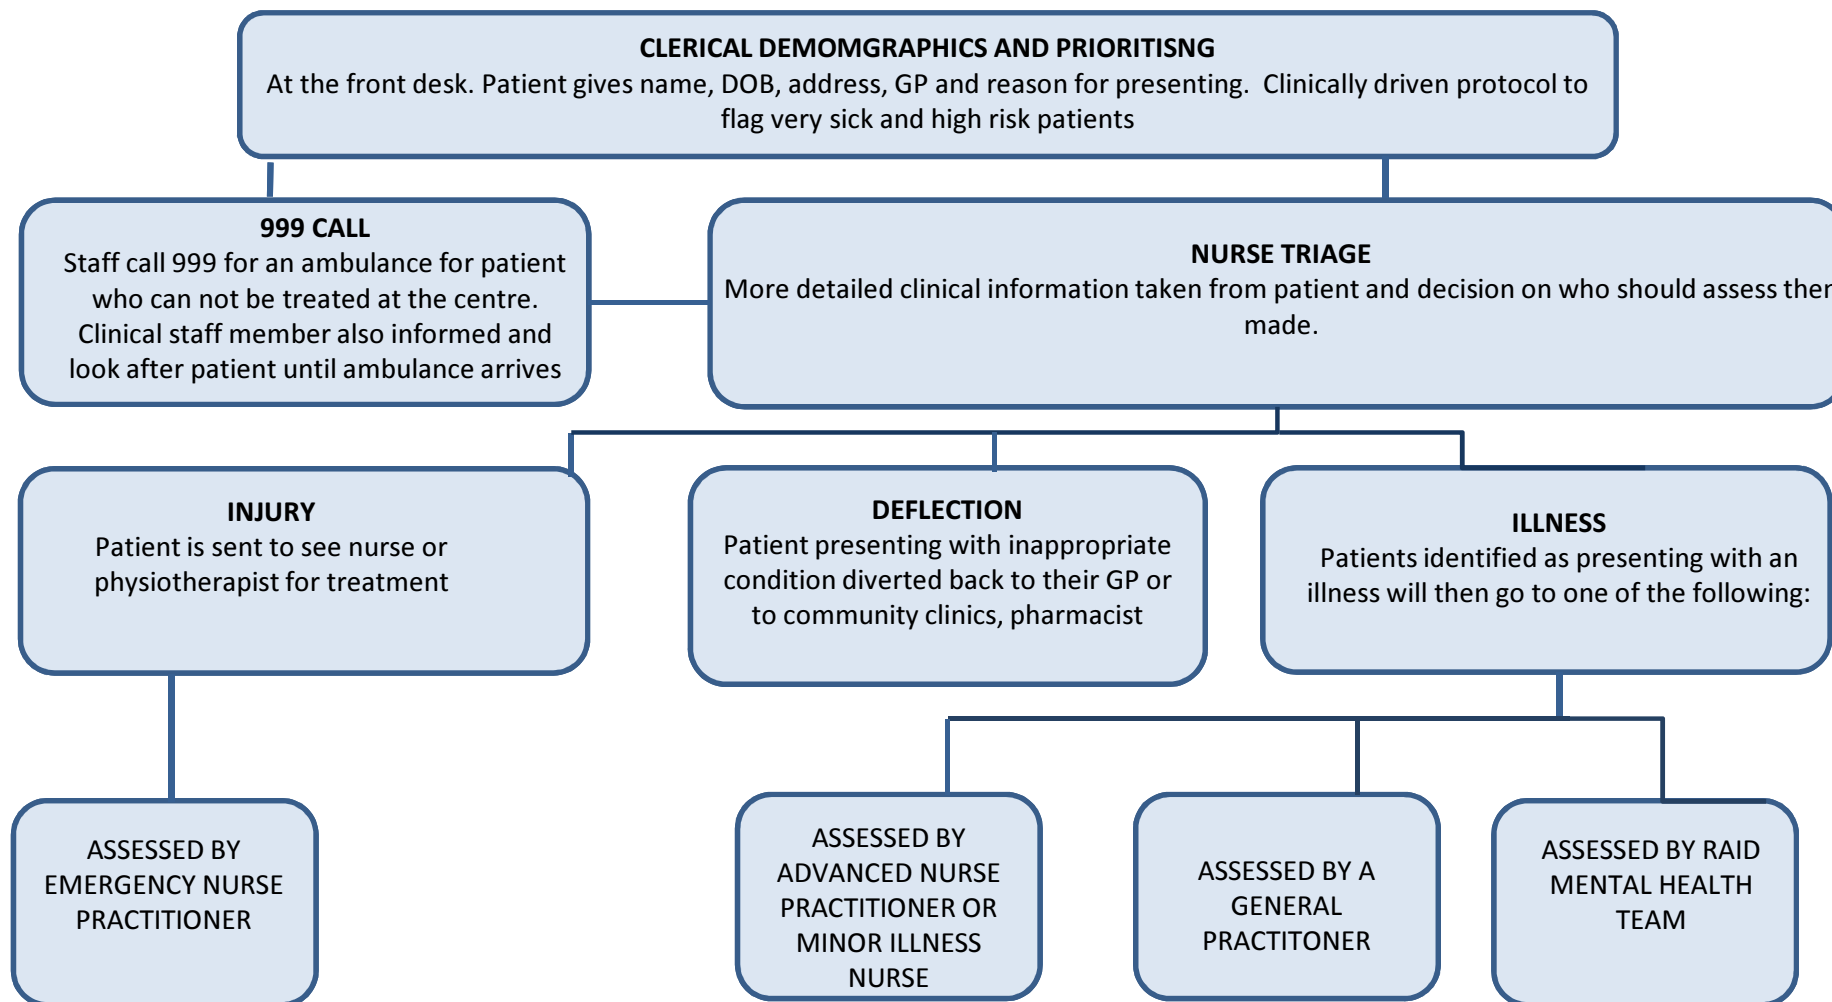 CLERICAL DEMOMGRAPHICS AND PRIORITISNG
At the front desk. Patient gives name, DOB, address, GP and reason for presenting.  Clinically driven protocol to
flag very sick and high risk patients
999 CALL
Staff call 999 for an ambulance for patient
who can not be treated at the centre.
Clinical staff member also informed and
look after patient until ambulance arrives
NURSE TRIAGE
More detailed clinical information taken from patient and decision on who should assess
made.
INJURY
Patient is sent to see nurse or
physiotherapist for treatment
DEFLECTION
Patient presenting with inappropriate
condition diverted back to their GP or
to community clinics, pharmacist
ILLNESS
Patients identified as presenting with an
illness will then go to one of the following:
ASSESSED BY
EMERGENCY NURSE
PRACTITIONER
ASSESSED BY
ADVANCED NURSE
PRACTITIONER OR
MINOR ILLNESS
NURSE
ASSESSED BY A
GENERAL
PRACTITONER
ASSESSED BY RAID
MENTAL HEALTH
TEAM